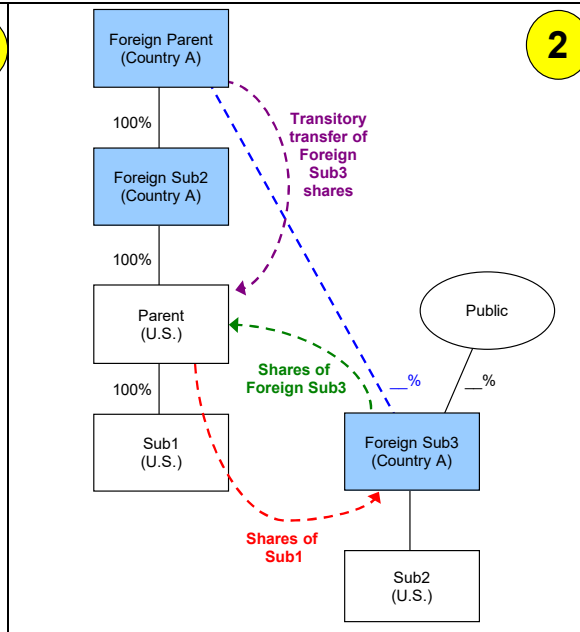 2
Foreign Parent
(Country A)
100%
Transitory
transfer of
Foreign
Sub3
shares
Foreign Sub2
(Country A)
100%
Parent
(U.S.)
Public
Shares of
Foreign Sub3
100%
__%
__%
Sub1
(U.S.)
Foreign Sub3
(Country A)
Shares of
Sub1
Sub2
(U.S.)